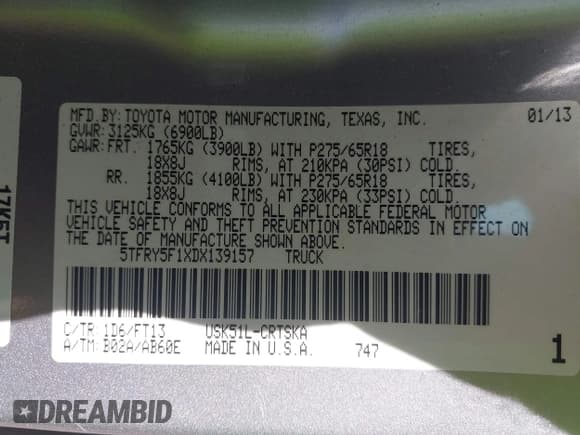 MFD.BY: TOYOTA MOTOR MANUFACTURING, TEXAS, INC. 01/13
GVWR: 3125KG (6900LB)
GAWR: FRT. 1765KG (3900LB) WITH P275/65R18 TIRES,
18X8J RIMS, AT 210KPA (30PSI) COLD.
RR. 1855KG (4100LB) WITH P275/65R18 TIRES,
18X8J RIMS, AT 230KPA (33PSI) COLD.
THIS VEHICLE CONFORMS TO ALL APPLICABLE FEDERAL MOTOR
VEHICLE SAFETY AND THEFT PREVENTION STANDARDS IN EFFECT ON
THE DATE OF MANUFACTURE SHOWN ABOVE.
5TFRY5F1XDX139157 TRUCK
C/TR: 1D6/FT13 USK51L-CRTSKA
A/TM: B02A/AB60E MADE IN U.S.A. 747 1
DREAMBID